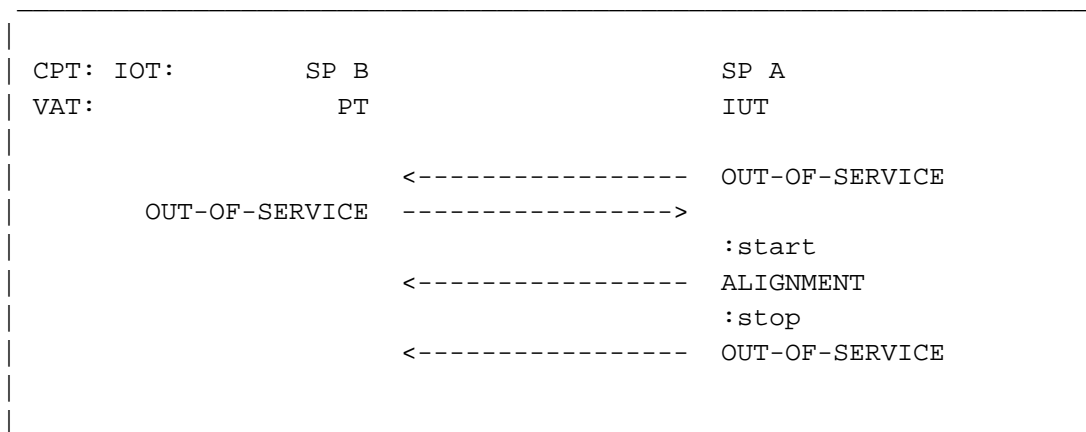 CPT: IOT: SP B SP A
VAT: PT IUT
<----------------- OUT-OF-SERVICE
OUT-OF-SERVICE ----------------->
:start
<----------------- ALIGNMENT
:stop
<----------------- OUT-OF-SERVICE